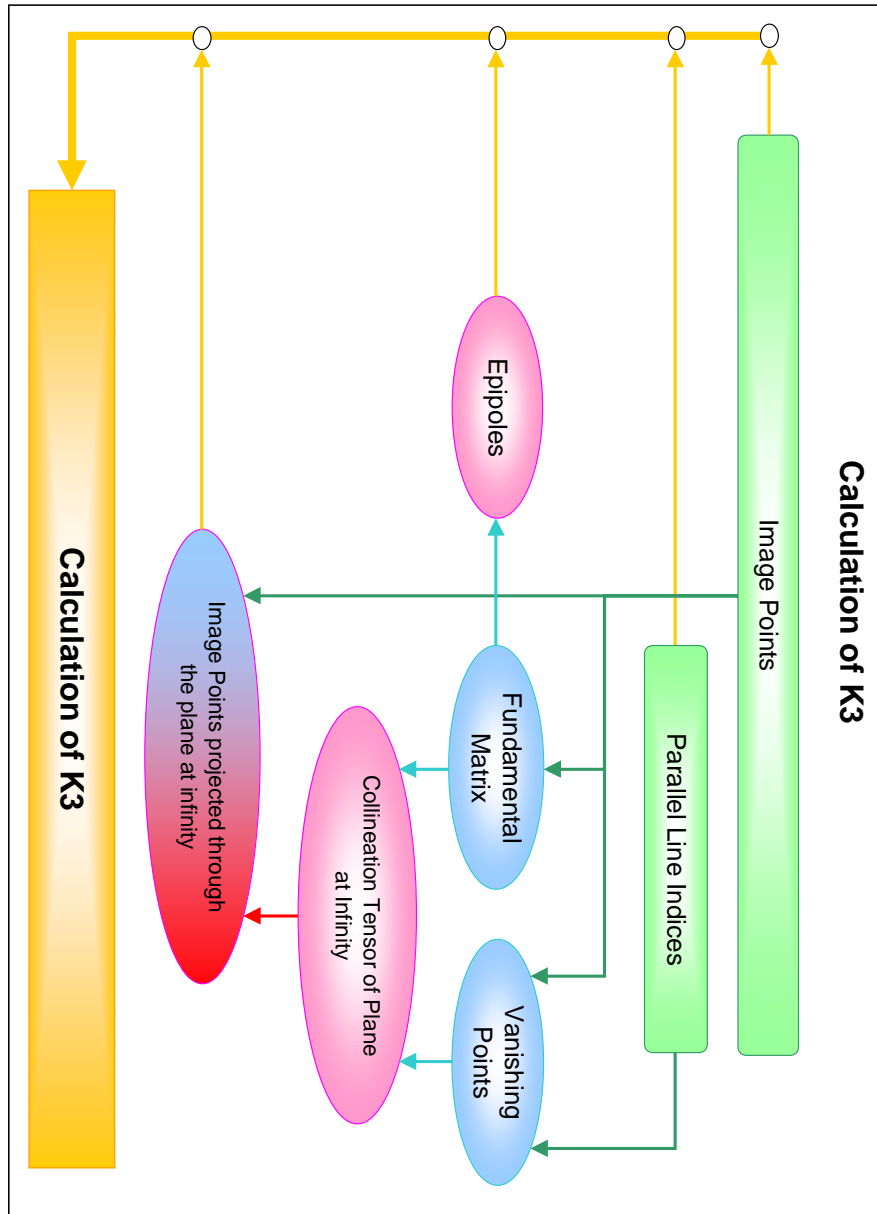 Calculation of K3
Image Points
Parallel Line Indices
Epipoles
Fundamental
Matrix
Vanishing
Points
Collineation Tensor of Plane
at Infinity
Image Points projected through
the plane at infinity
Calculation of K3